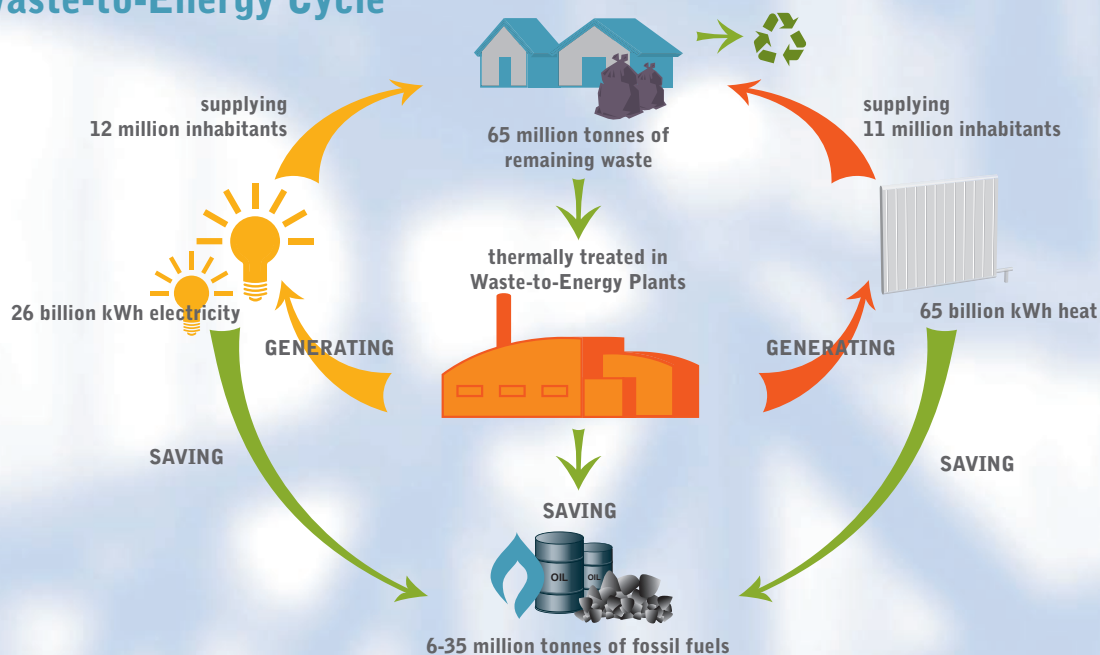 Waste-to-Energy Cycle
supplying
12 million inhabitants
supplying
11 million inhabitants
65 million tonnes of
remaining waste
thermally treated in
Waste-to-Energy Plants
26 billion kWh electricity
65 billion kWh heat
GENERATING
GENERATING
SAVING
SAVING
SAVING
OIL
OIL
6-35 million tonnes of fossil fuels